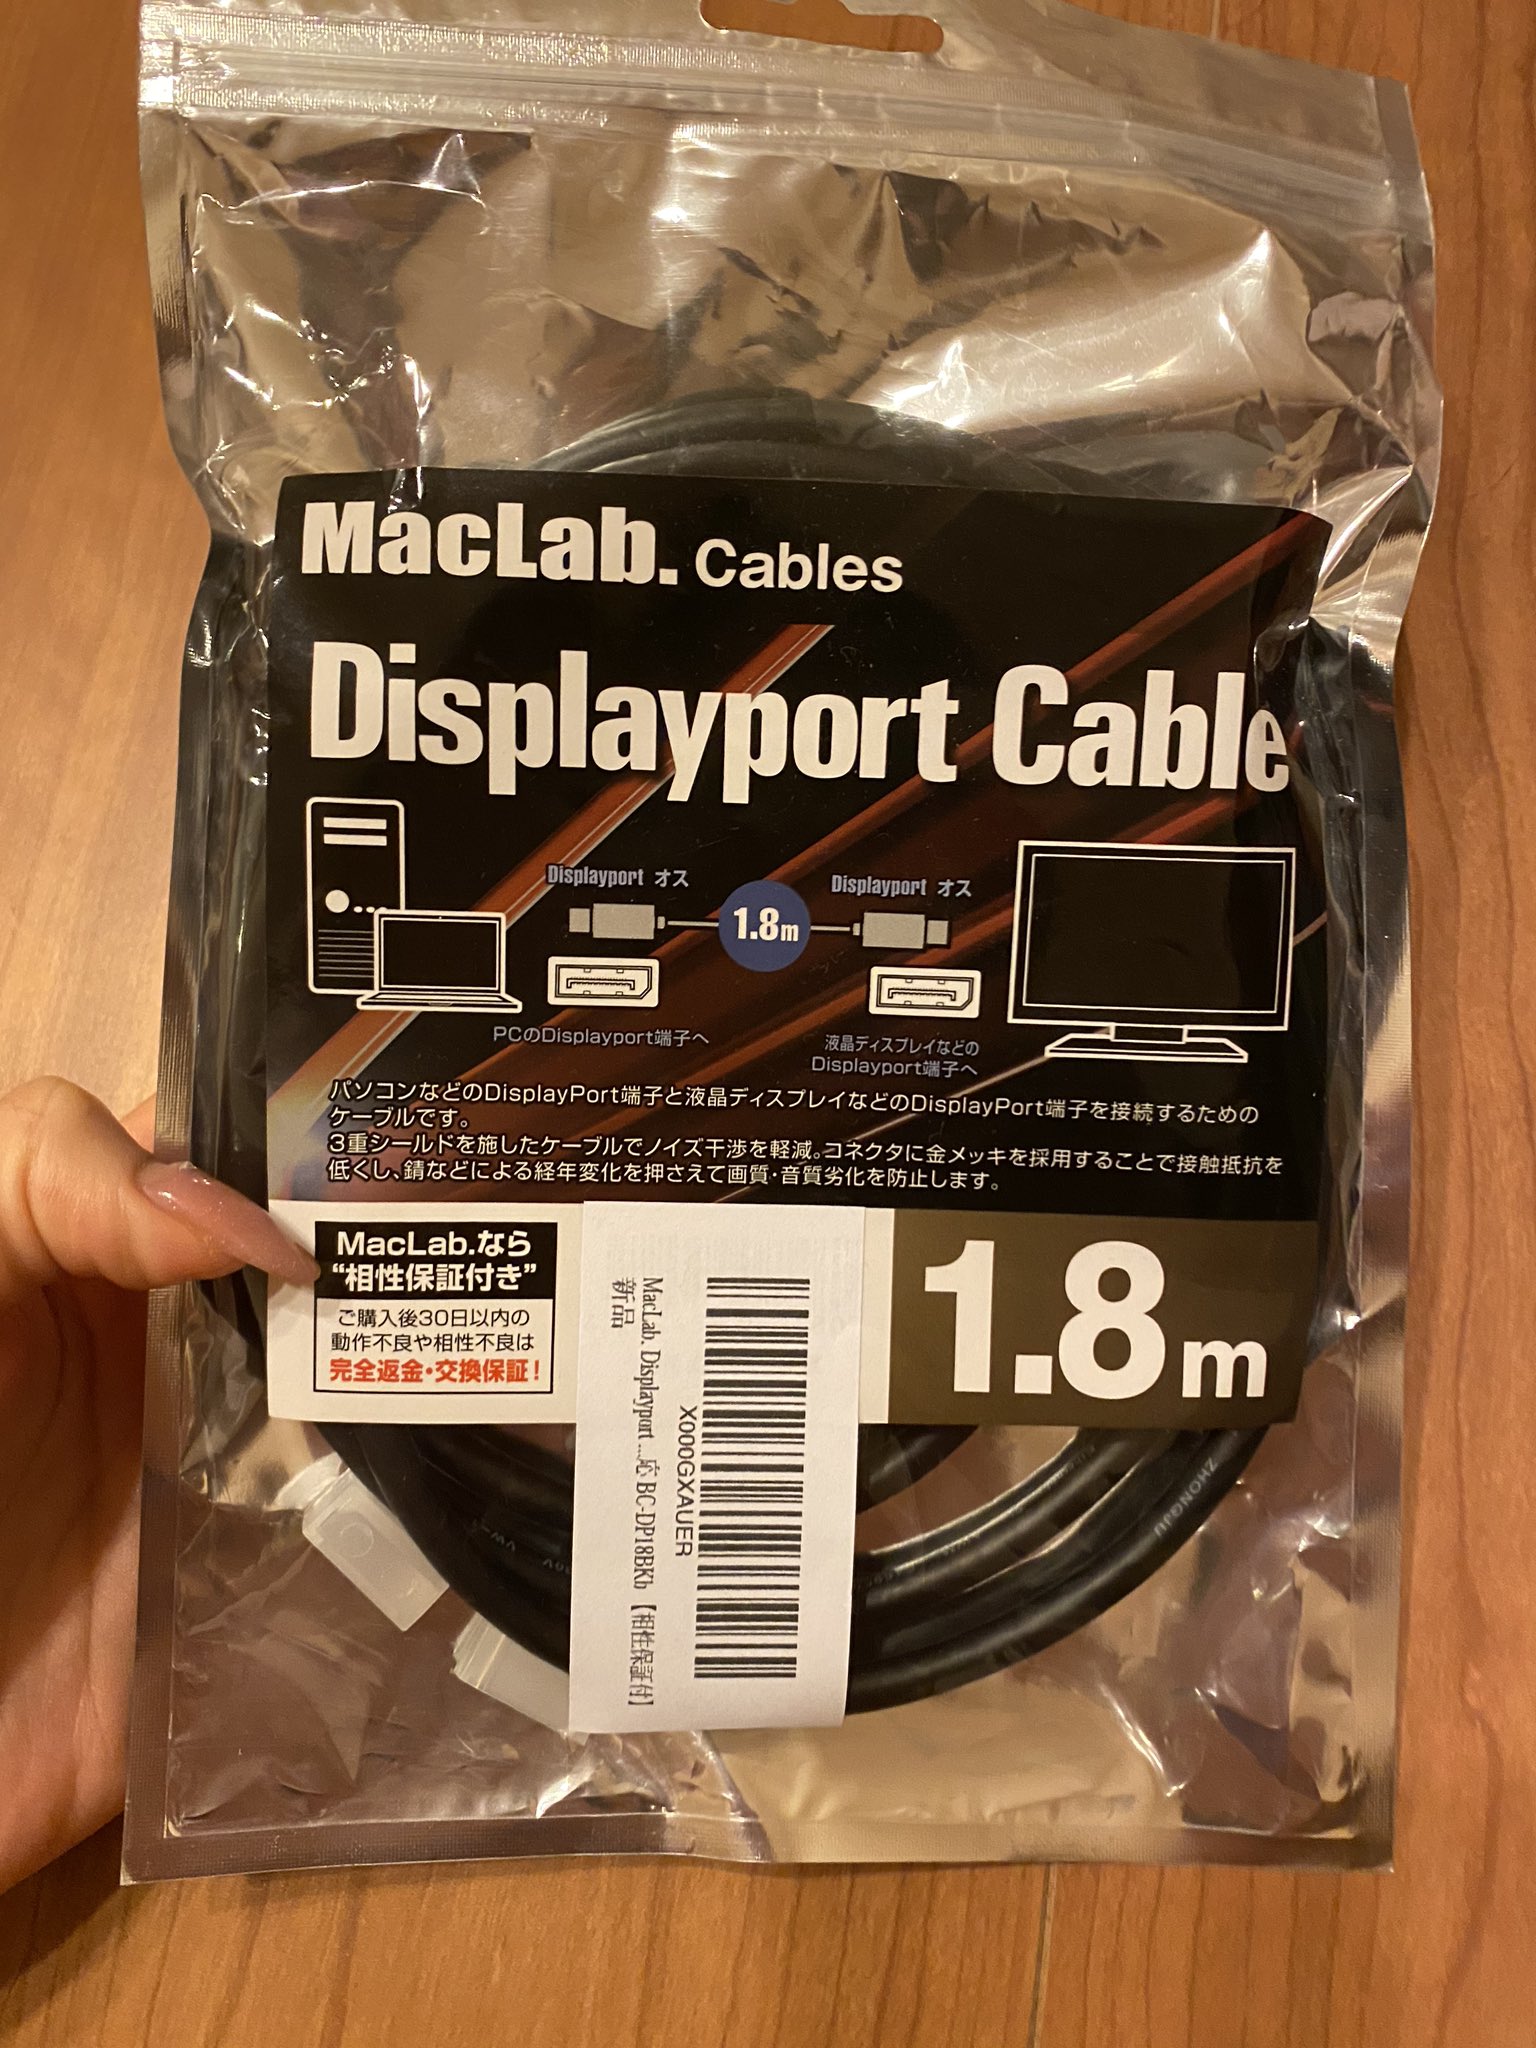 MacLab. Cables
Displayport Cable
Displayport オス
1.8m
Displayport オス
PCのDisplayport端子へ
液晶ディスプレイなどの
Displayport端子へ
パソコンなどのDisplayPort端子と液晶ディスプレイなどのDisplayPort端子を接続するための
ケーブルです。
3重シールドを施したケーブルでノイズ干渉を軽減。コネクタに金メッキを採用することで接触抵抗を
低くし、錆などによる経年変化を押さえて画質・音質劣化を防止します。
MacLab.なら
“相性保証付き”
ご購入後30日以内の
動作不良や相性不良は
完全返金・交換保証！
X000GXAUER
MacLab. Displayport ...応 BC-DP18BKb 【相性保証付】
新品
1.8m
ZHONGJU